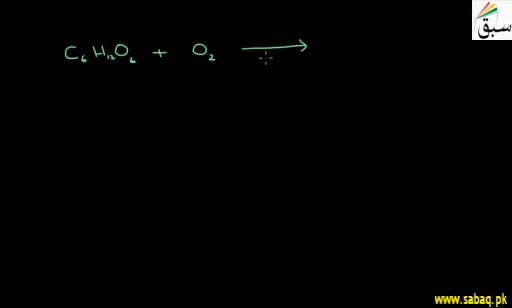 سبق
C₆H₁₂O₆ + O₂ →
www.sabaq.pk